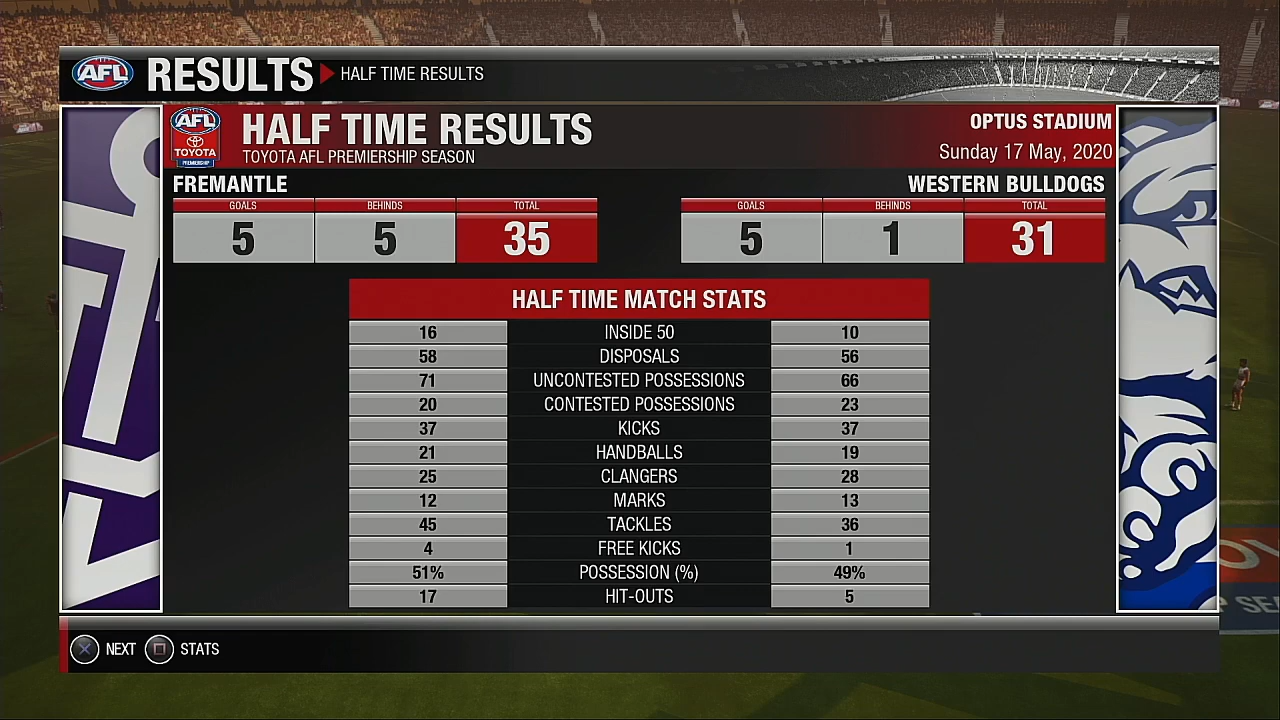 AFL RESULTS HALF TIME RESULTS
AFL TOYOTA PREMIERSHIP
HALF TIME RESULTS
TOYOTA AFL PREMIERSHIP SEASON
OPTUS STADIUM
Sunday 17 May, 2020
FREMANTLE
WESTERN BULLDOGS
GOALS BEHINDS TOTAL GOALS BEHINDS TOTAL
5 5 35 5 1 31
HALF TIME MATCH STATS
16 INSIDE 50 10
58 DISPOSALS 56
71 UNCONTESTED POSSESSIONS 66
20 CONTESTED POSSESSIONS 23
37 KICKS 37
21 HANDBALLS 19
25 CLANGERS 28
12 MARKS 13
45 TACKLES 36
4 FREE KICKS 1
51% POSSESSION (%) 49%
17 HIT-OUTS 5
NEXT STATS